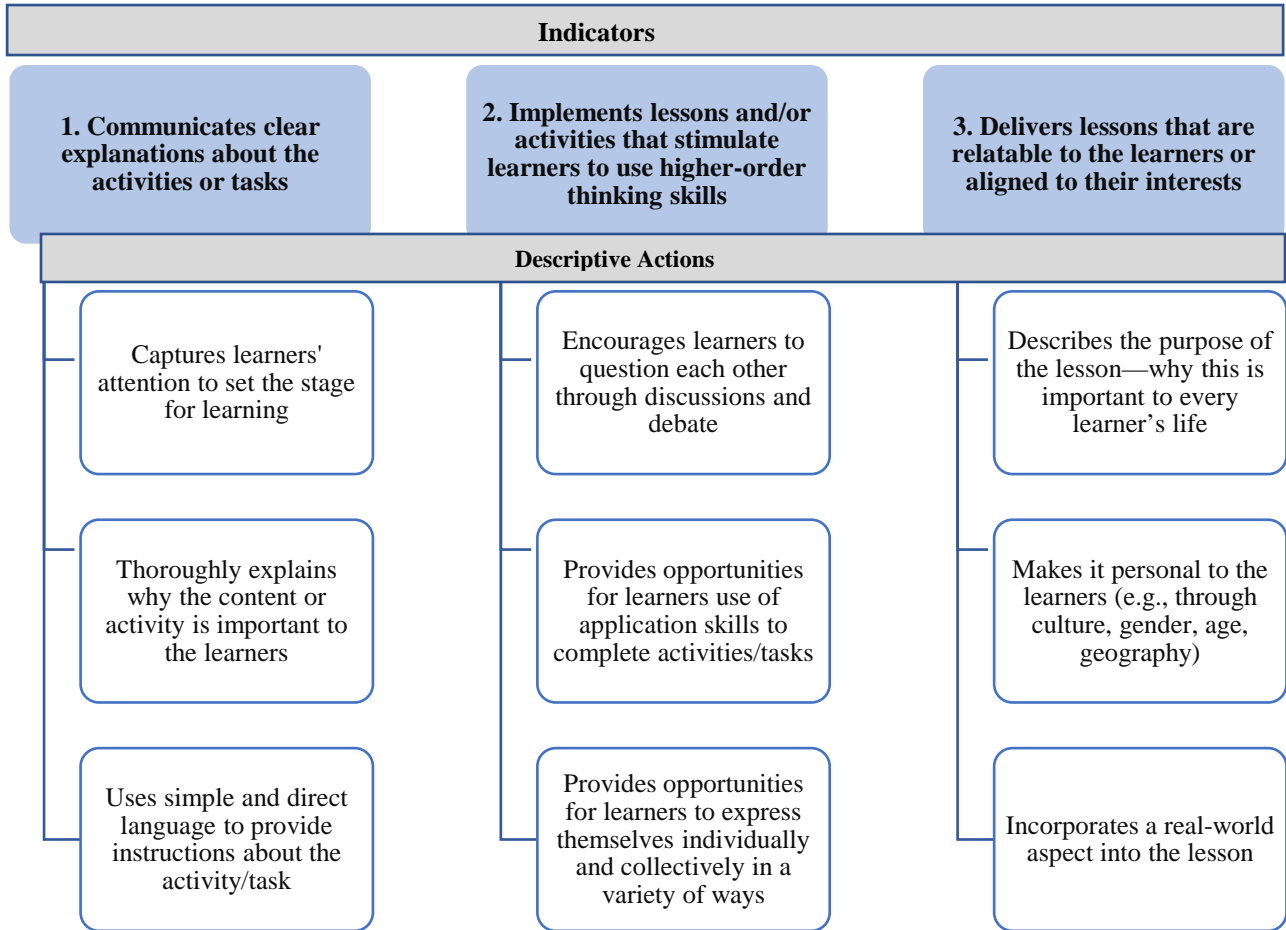 Indicators
1. Communicates clear
explanations about the
activities or tasks
2. Implements lessons and/or
activities that stimulate
learners to use higher-order
thinking skills
3. Delivers lessons that are
relatable to the learners or
aligned to their interests
Descriptive Actions
Captures learners'
attention to set the stage
for learning
Thoroughly explains
why the content or
activity is important to
the learners
Uses simple and direct
language to provide
instructions about the
activity/task
Encourages learners to
question each other
through discussions and
debate
Provides opportunities
for learners use of
application skills to
complete activities/tasks
Provides opportunities
for learners to express
themselves individually
and collectively in a
variety of ways
Describes the purpose of
the lesson—why this is
important to every
learner’s life
Makes it personal to the
learners (e.g., through
culture, gender, age,
geography)
Incorporates a real-world
aspect into the lesson